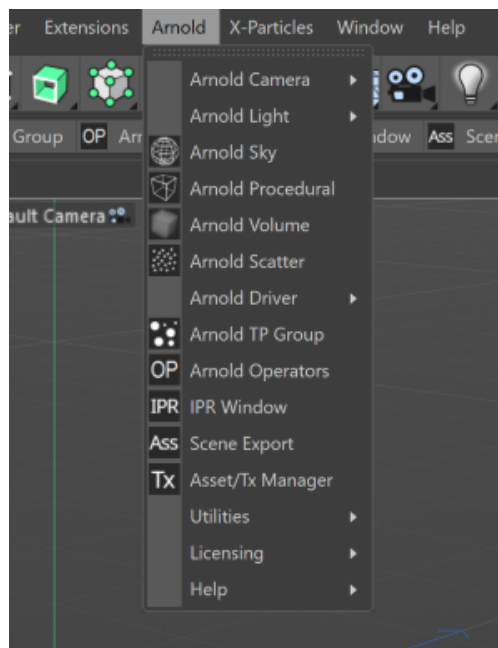 Extensions Arnold X-Particles Window Help
Group OP Ass
Camera
Arnold Camera
Arnold Light
Arnold Sky
Arnold Procedural
Arnold Volume
Arnold Scatter
Arnold Driver
Arnold TP Group
OP Arnold Operators
IPR IPR Window
Ass Scene Export
Tx Asset/Tx Manager
Utilities
Licensing
Help